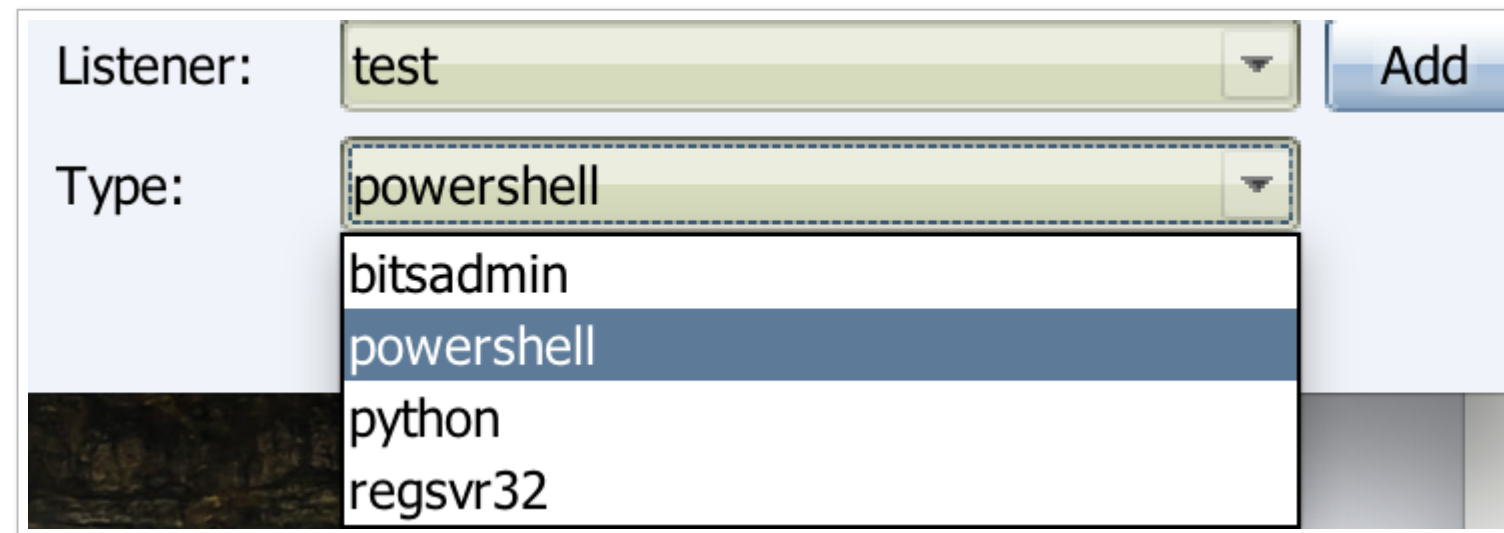 Listener: test Add
Type: powershell
bitsadmin
powershell
python
regsvr32